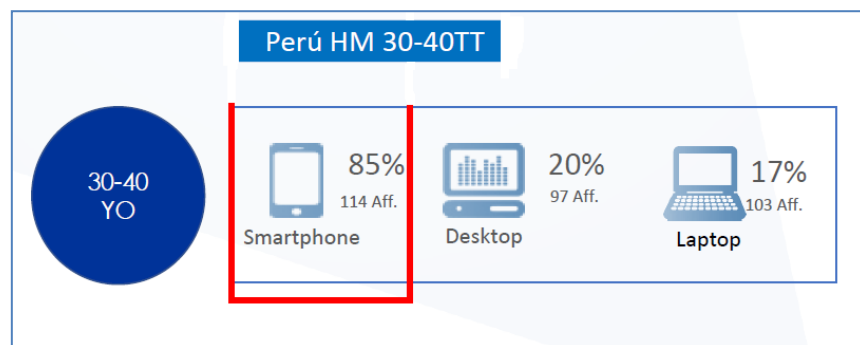 Perú HM 30-40TT
30-40
YO
85%
114 Aff.
Smartphone
20%
97 Aff.
Desktop
17%
103 Aff.
Laptop